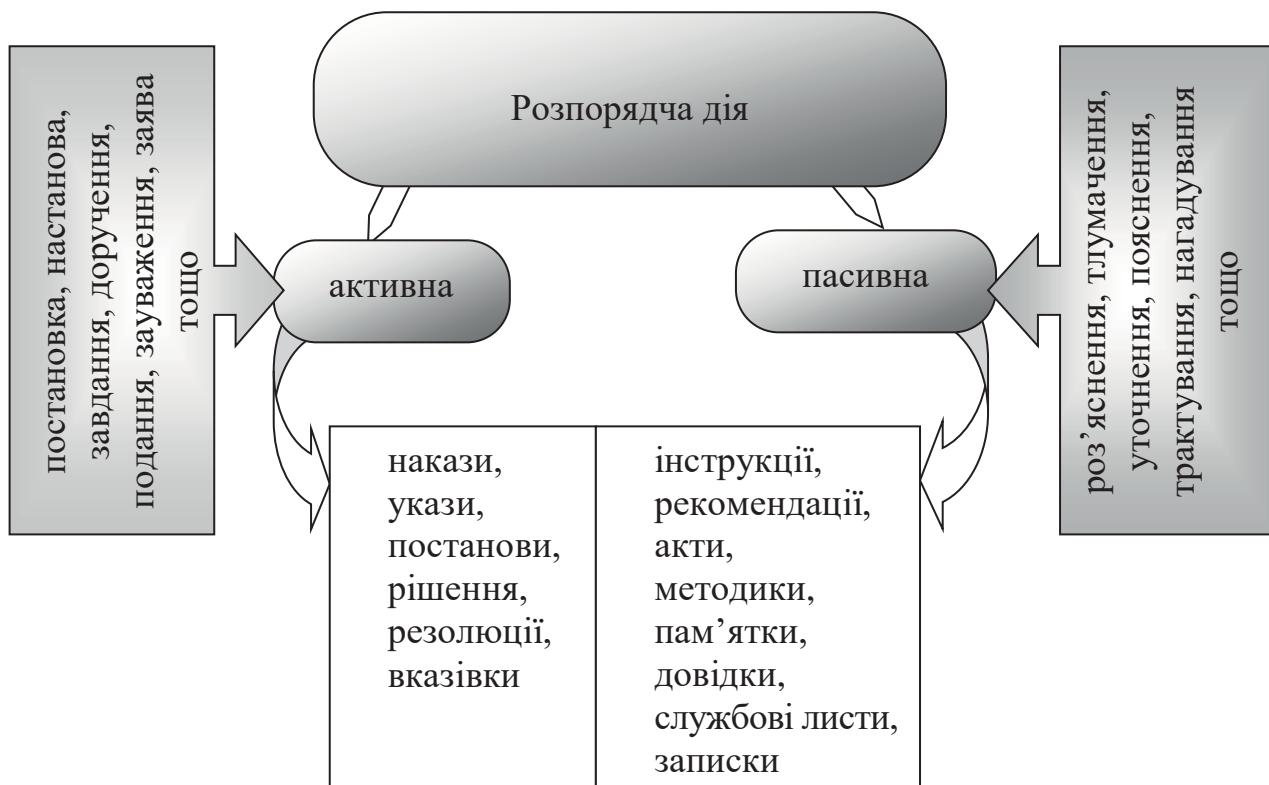 Розпорядча дія
постановка, настанова,
завдання, доручення,
подання, зауваження, заява
тощо
активна
пасивна
роз’яснення, тлумачення,
уточнення, пояснення,
трактування, нагадування
тощо
накази,
укази,
постанови,
рішення,
резолюції,
вказівки
інструкції,
рекомендації,
акти,
методики,
пам’ятки,
довідки,
службові листи,
записки